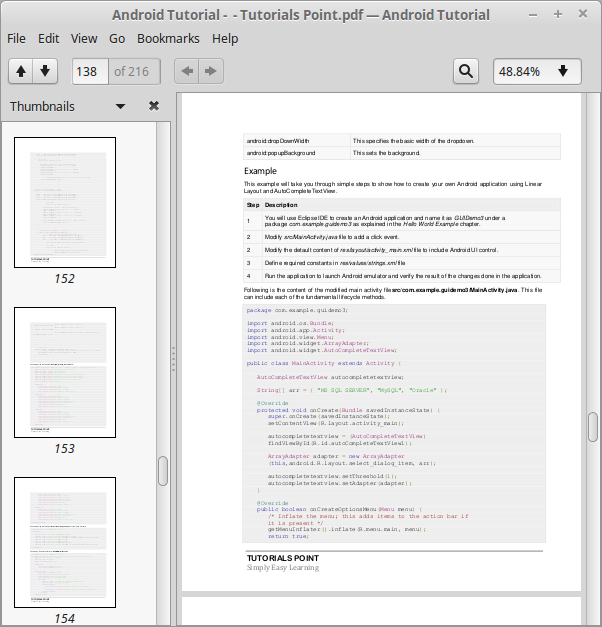 Android Tutorial - - Tutorials Point.pdf — Android Tutorial
File Edit View Go Bookmarks Help
138 of 216 48.84%
Thumbnails
152
153
154
android:dropDownWidth This specifies the basic width of the dropdown.
android:popupBackground This sets the background.
Example
This example will take you through simple steps to show how to create your own Android application using Linear
Layout and AutoCompleteTextView.
Step Description
1 You will use Eclipse IDE to create an Android application and name it as GUIDemo3 under a
package com.example.guidemo3 as explained in the Hello World Example chapter.
2 Modify src/MainActivity.java file to add a click event.
2 Modify the default content of res/layout/activity_main.xml file to include Android UI control.
3 Define required constants in res/values/strings.xml file
4 Run the application to launch Android emulator and verify the result of the changes done in the application.
Following is the content of the modified main activity file src/com.example.guidemo3/MainActivity.java. This file
can include each of the fundamental lifecycle methods.
package com.example.guidemo3;
import android.os.Bundle;
import android.app.Activity;
import android.view.Menu;
import android.widget.ArrayAdapter;
import android.widget.AutoCompleteTextView;
public class MainActivity extends Activity {
AutoCompleteTextView autocompletetextview;
String[] arr = { "MS SQL SERVER", "MySQL", "Oracle" };
@Override
protected void onCreate(Bundle savedInstanceState) {
super.onCreate(savedInstanceState);
setContentView(R.layout.activity_main);
autocompletetextview = (AutoCompleteTextView)
findViewById(R.id.autoCompleteTextView1);
ArrayAdapter adapter = new ArrayAdapter
(this,android.R.layout.select_dialog_item, arr);
autocompletetextview.setThreshold(1);
autocompletetextview.setAdapter(adapter);
}
@Override
public boolean onCreateOptionsMenu(Menu menu) {
/* Inflate the menu; this adds items to the action bar if
it is present */
getMenuInflater().inflate(R.menu.main, menu);
return true;
TUTORIALS POINT
Simply Easy Learning